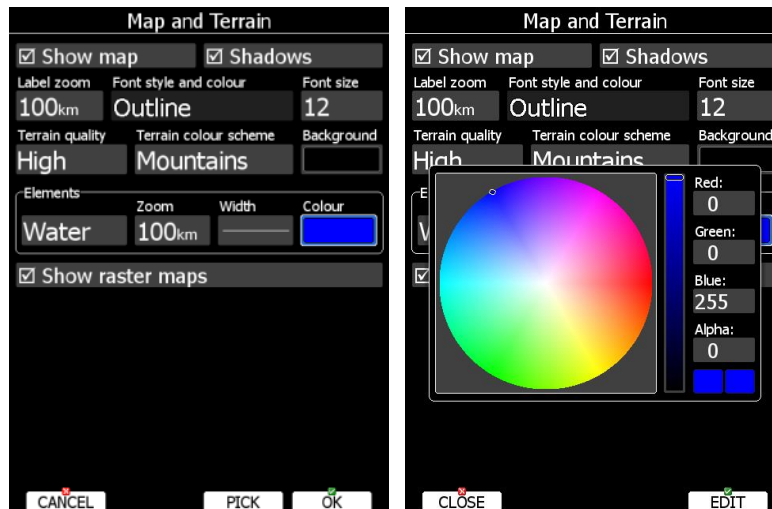 Map and Terrain
Show map Shadows
Label zoom Font style and colour Font size
100km Outline 12
Terrain quality Terrain colour scheme Background
High Mountains
Elements
Zoom Width Colour
Water 100km
Show raster maps
CANCEL PICK OK
Map and Terrain
Show map Shadows
Label zoom Font style and colour Font size
100km Outline 12
Terrain quality Terrain colour scheme Background
High Mountains
Red:
0
Green:
0
Blue:
255
Alpha:
0
CLOSE EDIT